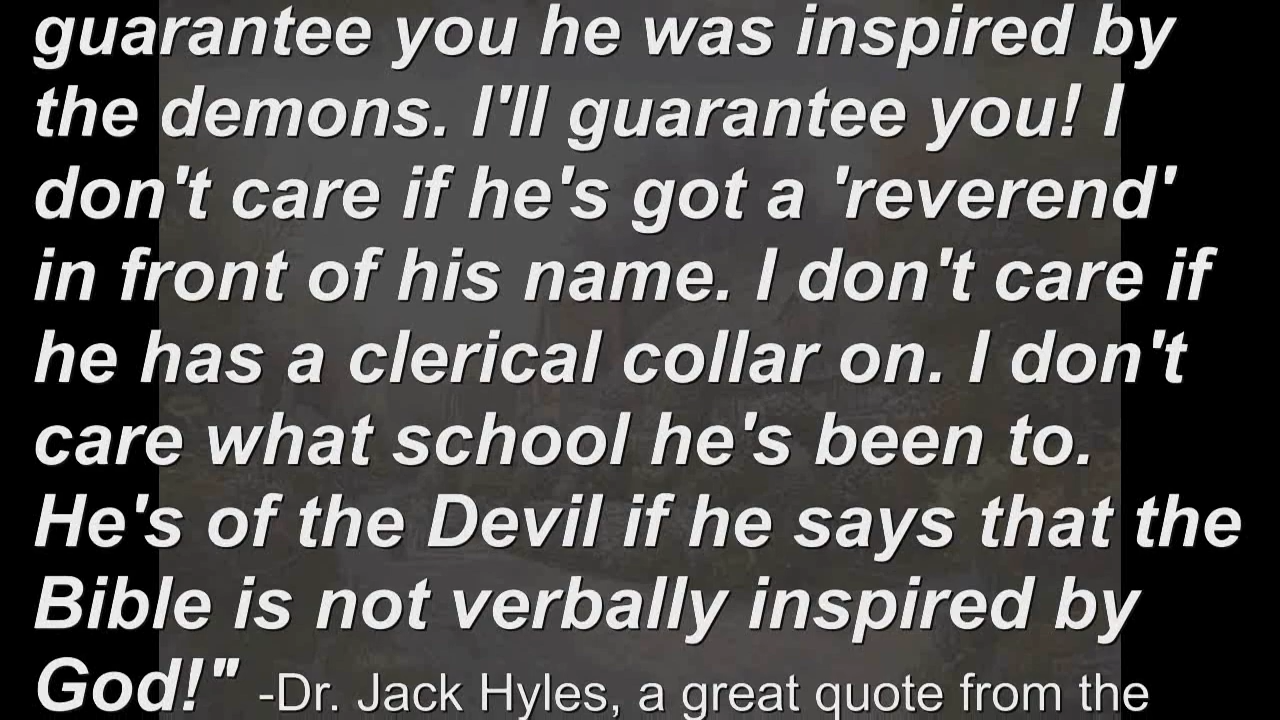 guarantee you he was inspired by
the demons. I'll guarantee you! I
don't care if he's got a 'reverend'
in front of his name. I don't care if
he has a clerical collar on. I don't
care what school he's been to.
He's of the Devil if he says that the
Bible is not verbally inspired by
God!" -Dr. Jack Hyles, a great quote from the